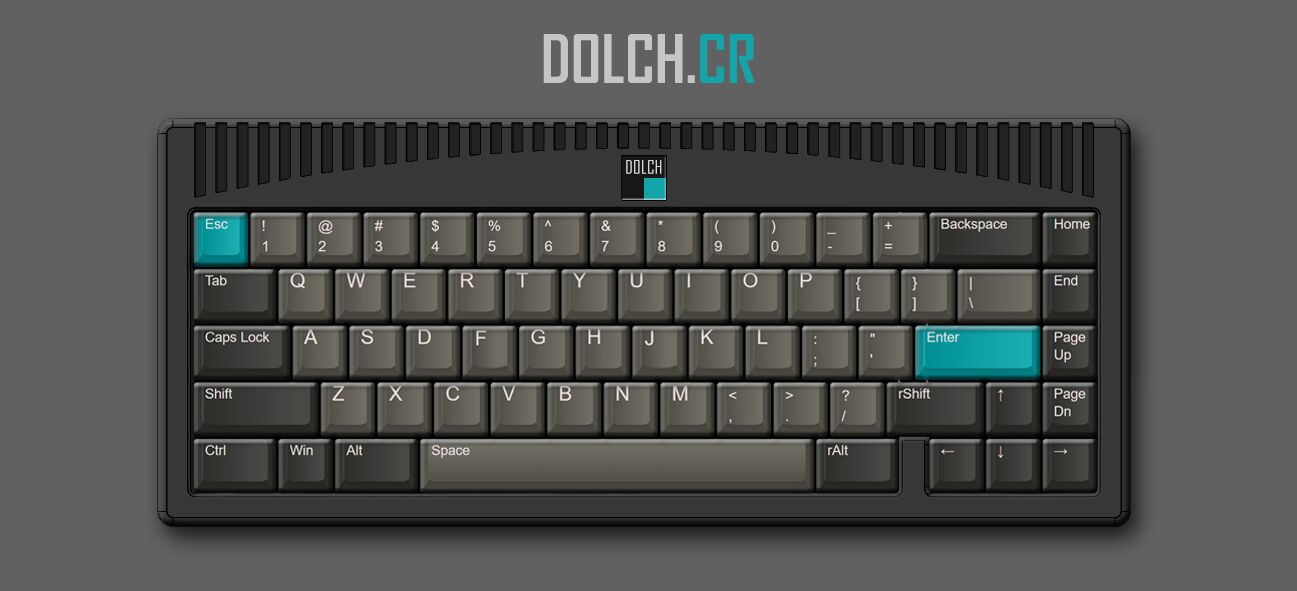 DOLCH.CR
DOLCH
Esc ! @ # $ % ^ & * ( ) _ + Backspace Home
1 2 3 4 5 6 7 8 9 0 - =
Tab Q W E R T Y U I O P { } | End
[ ] \
Caps Lock A S D F G H J K L : " Enter Page
; ' Up
Shift Z X C V B N M < > ? rShift ↑ Page
, . / Dn
Ctrl Win Alt Space rAlt ← ↓ →